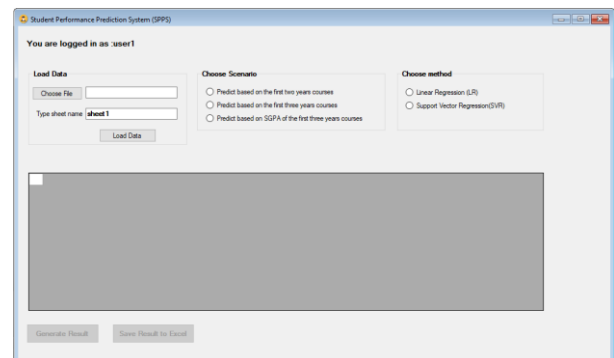 Student Performance Prediction System (SPPS)
You are logged in as :user1
Load Data
Choose File
Type sheet name sheet1
Load Data
Choose Scenario
Predict based on the first two years courses
Predict based on the first three years courses
Predict based on SGPA of the first three years courses
Choose method
Linear Regression (LR)
Support Vector Regression(SVR)
Generate Result
Save Result to Excel